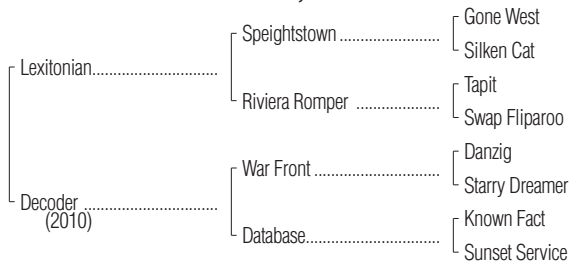 Gone West
Speightstown
Silken Cat
Lexitonian
Tapit
Riviera Romper
Swap Fliparoo
Danzig
War Front
Starry Dreamer
Decoder
(2010)
Known Fact
Database
Sunset Service